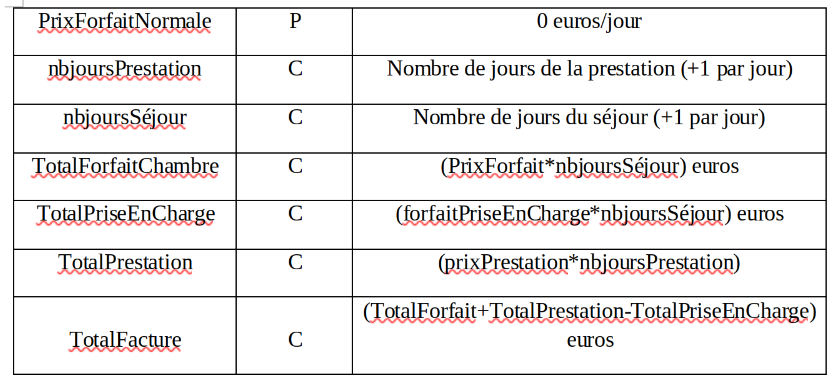 PrixForfaitNormale P 0 euros/jour
nbjoursPrestation C Nombre de jours de la prestation (+1 par jour)
nbjoursSéjour C Nombre de jours du séjour (+1 par jour)
TotalForfaitChambre C (PrixForfait*nbjoursSéjour) euros
TotalPriseEnCharge C (forfaitPriseEnCharge*nbjoursSéjour) euros
TotalPrestation C (prixPrestation*nbjoursPrestation)
(TotalForfait+TotalPrestation-TotalPriseEnCharge)
TotalFacture C euros